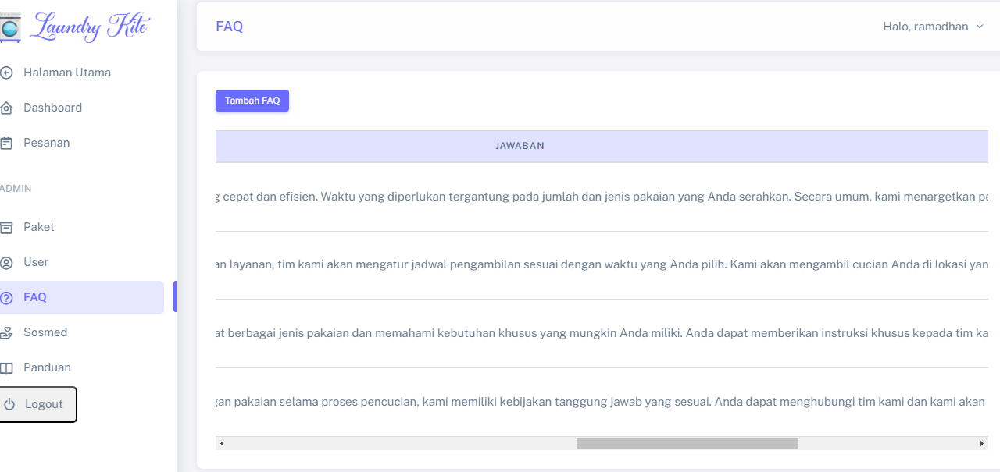 Laundry Kite
FAQ
Halo, ramadhan
Halaman Utama
Dashboard
Pesanan
ADMIN
Paket
User
FAQ
Sosmed
Panduan
Logout
Tambah FAQ
JAWABAN
cepat dan efisien. Waktu yang diperlukan tergantung pada jumlah dan jenis pakaian yang Anda serahkan. Secara umum, kami menargetkan pe
an layanan, tim kami akan mengatur jadwal pengambilan sesuai dengan waktu yang Anda pilih. Kami akan mengambil cucian Anda di lokasi yan
at berbagai jenis pakaian dan memahami kebutuhan khusus yang mungkin Anda miliki. Anda dapat memberikan instruksi khusus kepada tim ka
gan pakaian selama proses pencucian, kami memiliki kebijakan tanggung jawab yang sesuai. Anda dapat menghubungi tim kami dan kami akan